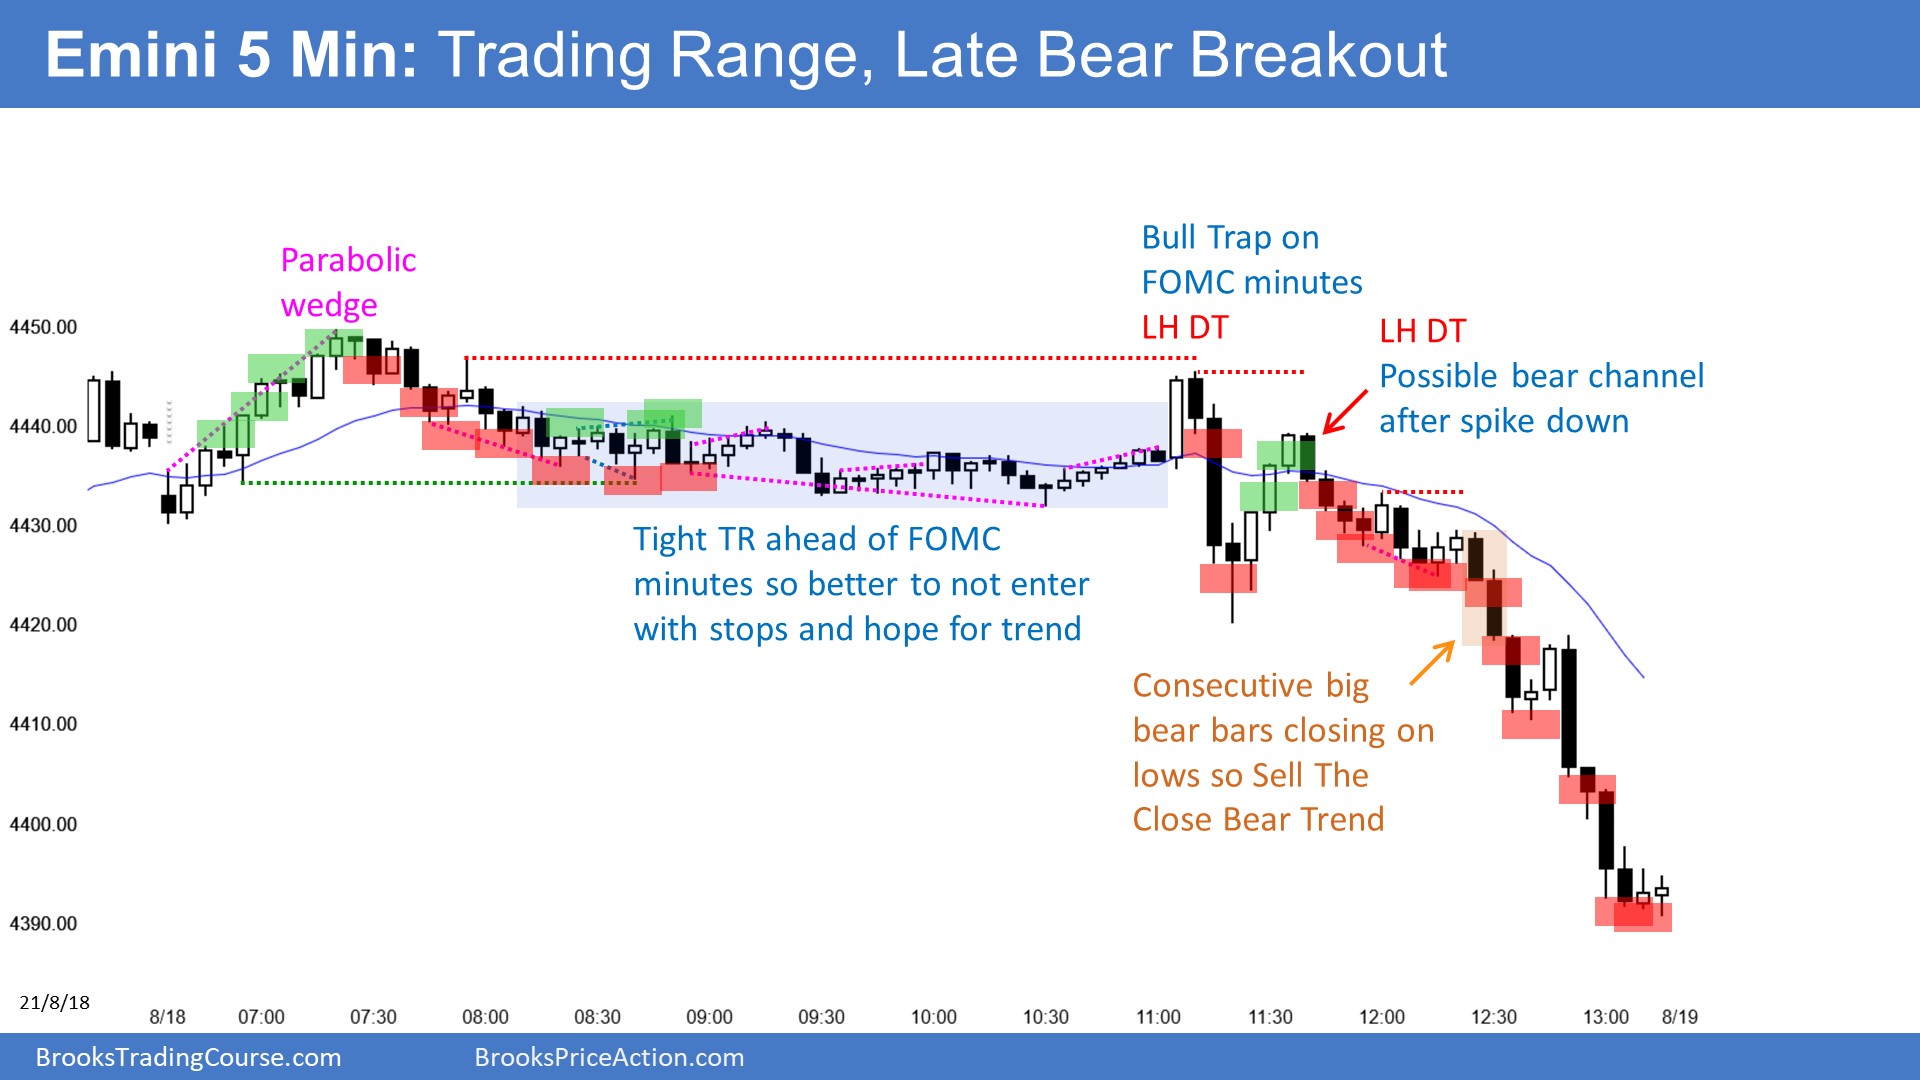 Emini 5 Min: Trading Range, Late Bear Breakout
Parabolic
wedge
Bull Trap on
FOMC minutes
LH DT
LH DT
Possible bear channel
after spike down
Tight TR ahead of FOMC
minutes so better to not enter
with stops and hope for trend
Consecutive big
bear bars closing on
lows so Sell The
Close Bear Trend
4450.00
4440.00
4430.00
4420.00
4410.00
4400.00
4390.00
21/8/18
8/18 07:00 07:30 08:00 08:30 09:00 09:30 10:00 10:30 11:00 11:30 12:00 12:30 13:00 8/19
BrooksTradingCourse.com BrooksPriceAction.com